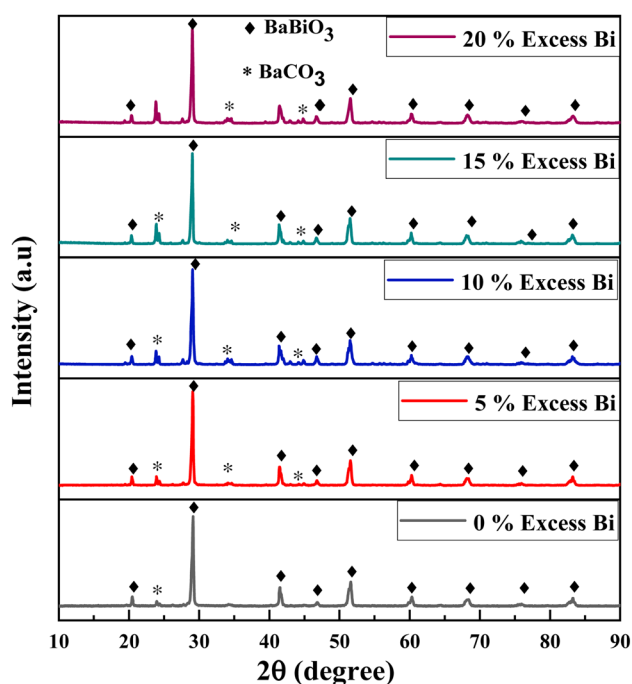 ♦ BaBiO3
* BaCO3
20 % Excess Bi
15 % Excess Bi
10 % Excess Bi
5 % Excess Bi
0 % Excess Bi
Intensity (a.u)
10 20 30 40 50 60 70 80 90
2θ (degree)